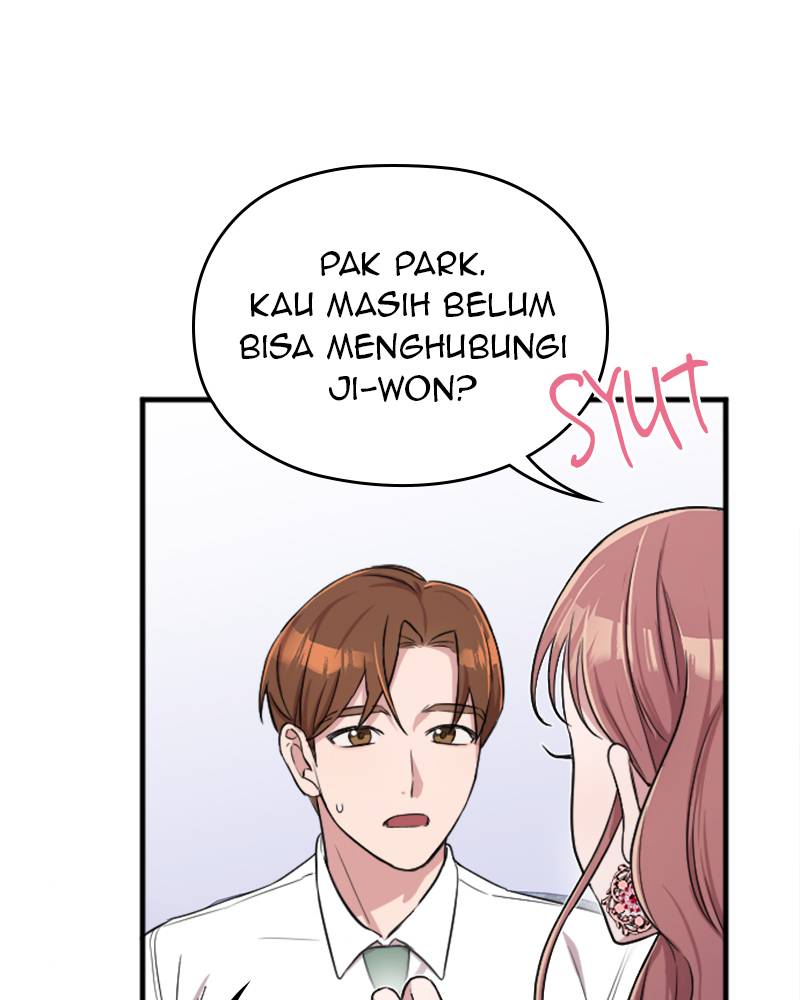 PAK PARK.
KAU MASIH BELUM
BISA MENGHUBUNGI
JI-WON?
SYUT